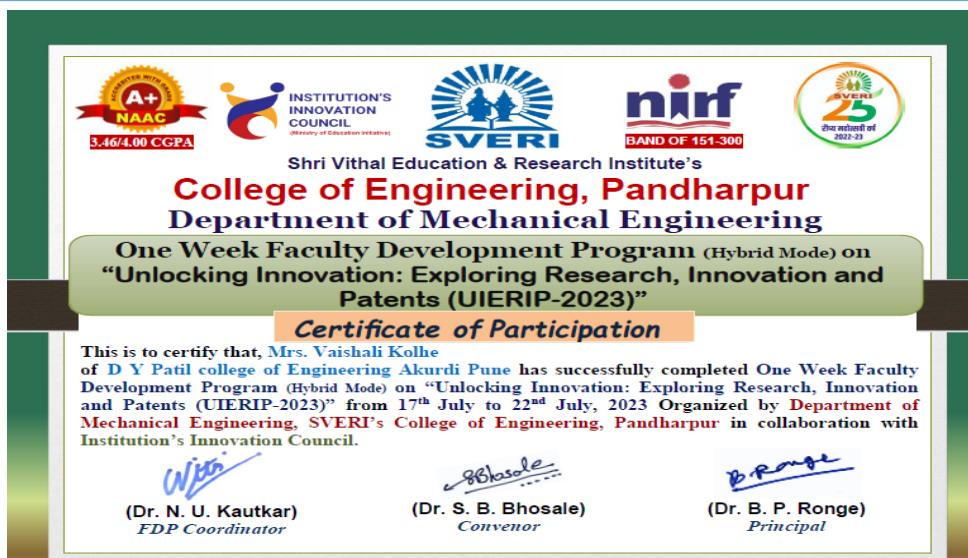 ACCREDITED WITH GRADE
A+
NAAC
3.46/4.00 CGPA
INSTITUTION'S
INNOVATION
COUNCIL
(Ministry of Education Initiative)
SVERI
nirf
BAND OF 151-300
SVERI
25
रौप्य महोत्सवी वर्ष
2022-23
Shri Vithal Education & Research Institute's
College of Engineering, Pandharpur
Department of Mechanical Engineering
One Week Faculty Development Program (Hybrid Mode) on
“Unlocking Innovation: Exploring Research, Innovation and
Patents (UIERIP-2023)”
Certificate of Participation
This is to certify that, Mrs. Vaishali Kolhe
of D Y Patil college of Engineering Akurdi Pune has successfully completed One Week Faculty
Development Program (Hybrid Mode) on “Unlocking Innovation: Exploring Research, Innovation
and Patents (UIERIP-2023)” from 17th July to 22nd July, 2023 Organized by Department of
Mechanical Engineering, SVERI's College of Engineering, Pandharpur in collaboration with
Institution's Innovation Council.
SBhosale
B.Ronge
(Dr. N. U. Kautkar)
(Dr. S. B. Bhosale)
(Dr. B. P. Ronge)
FDP Coordinator
Convenor
Principal